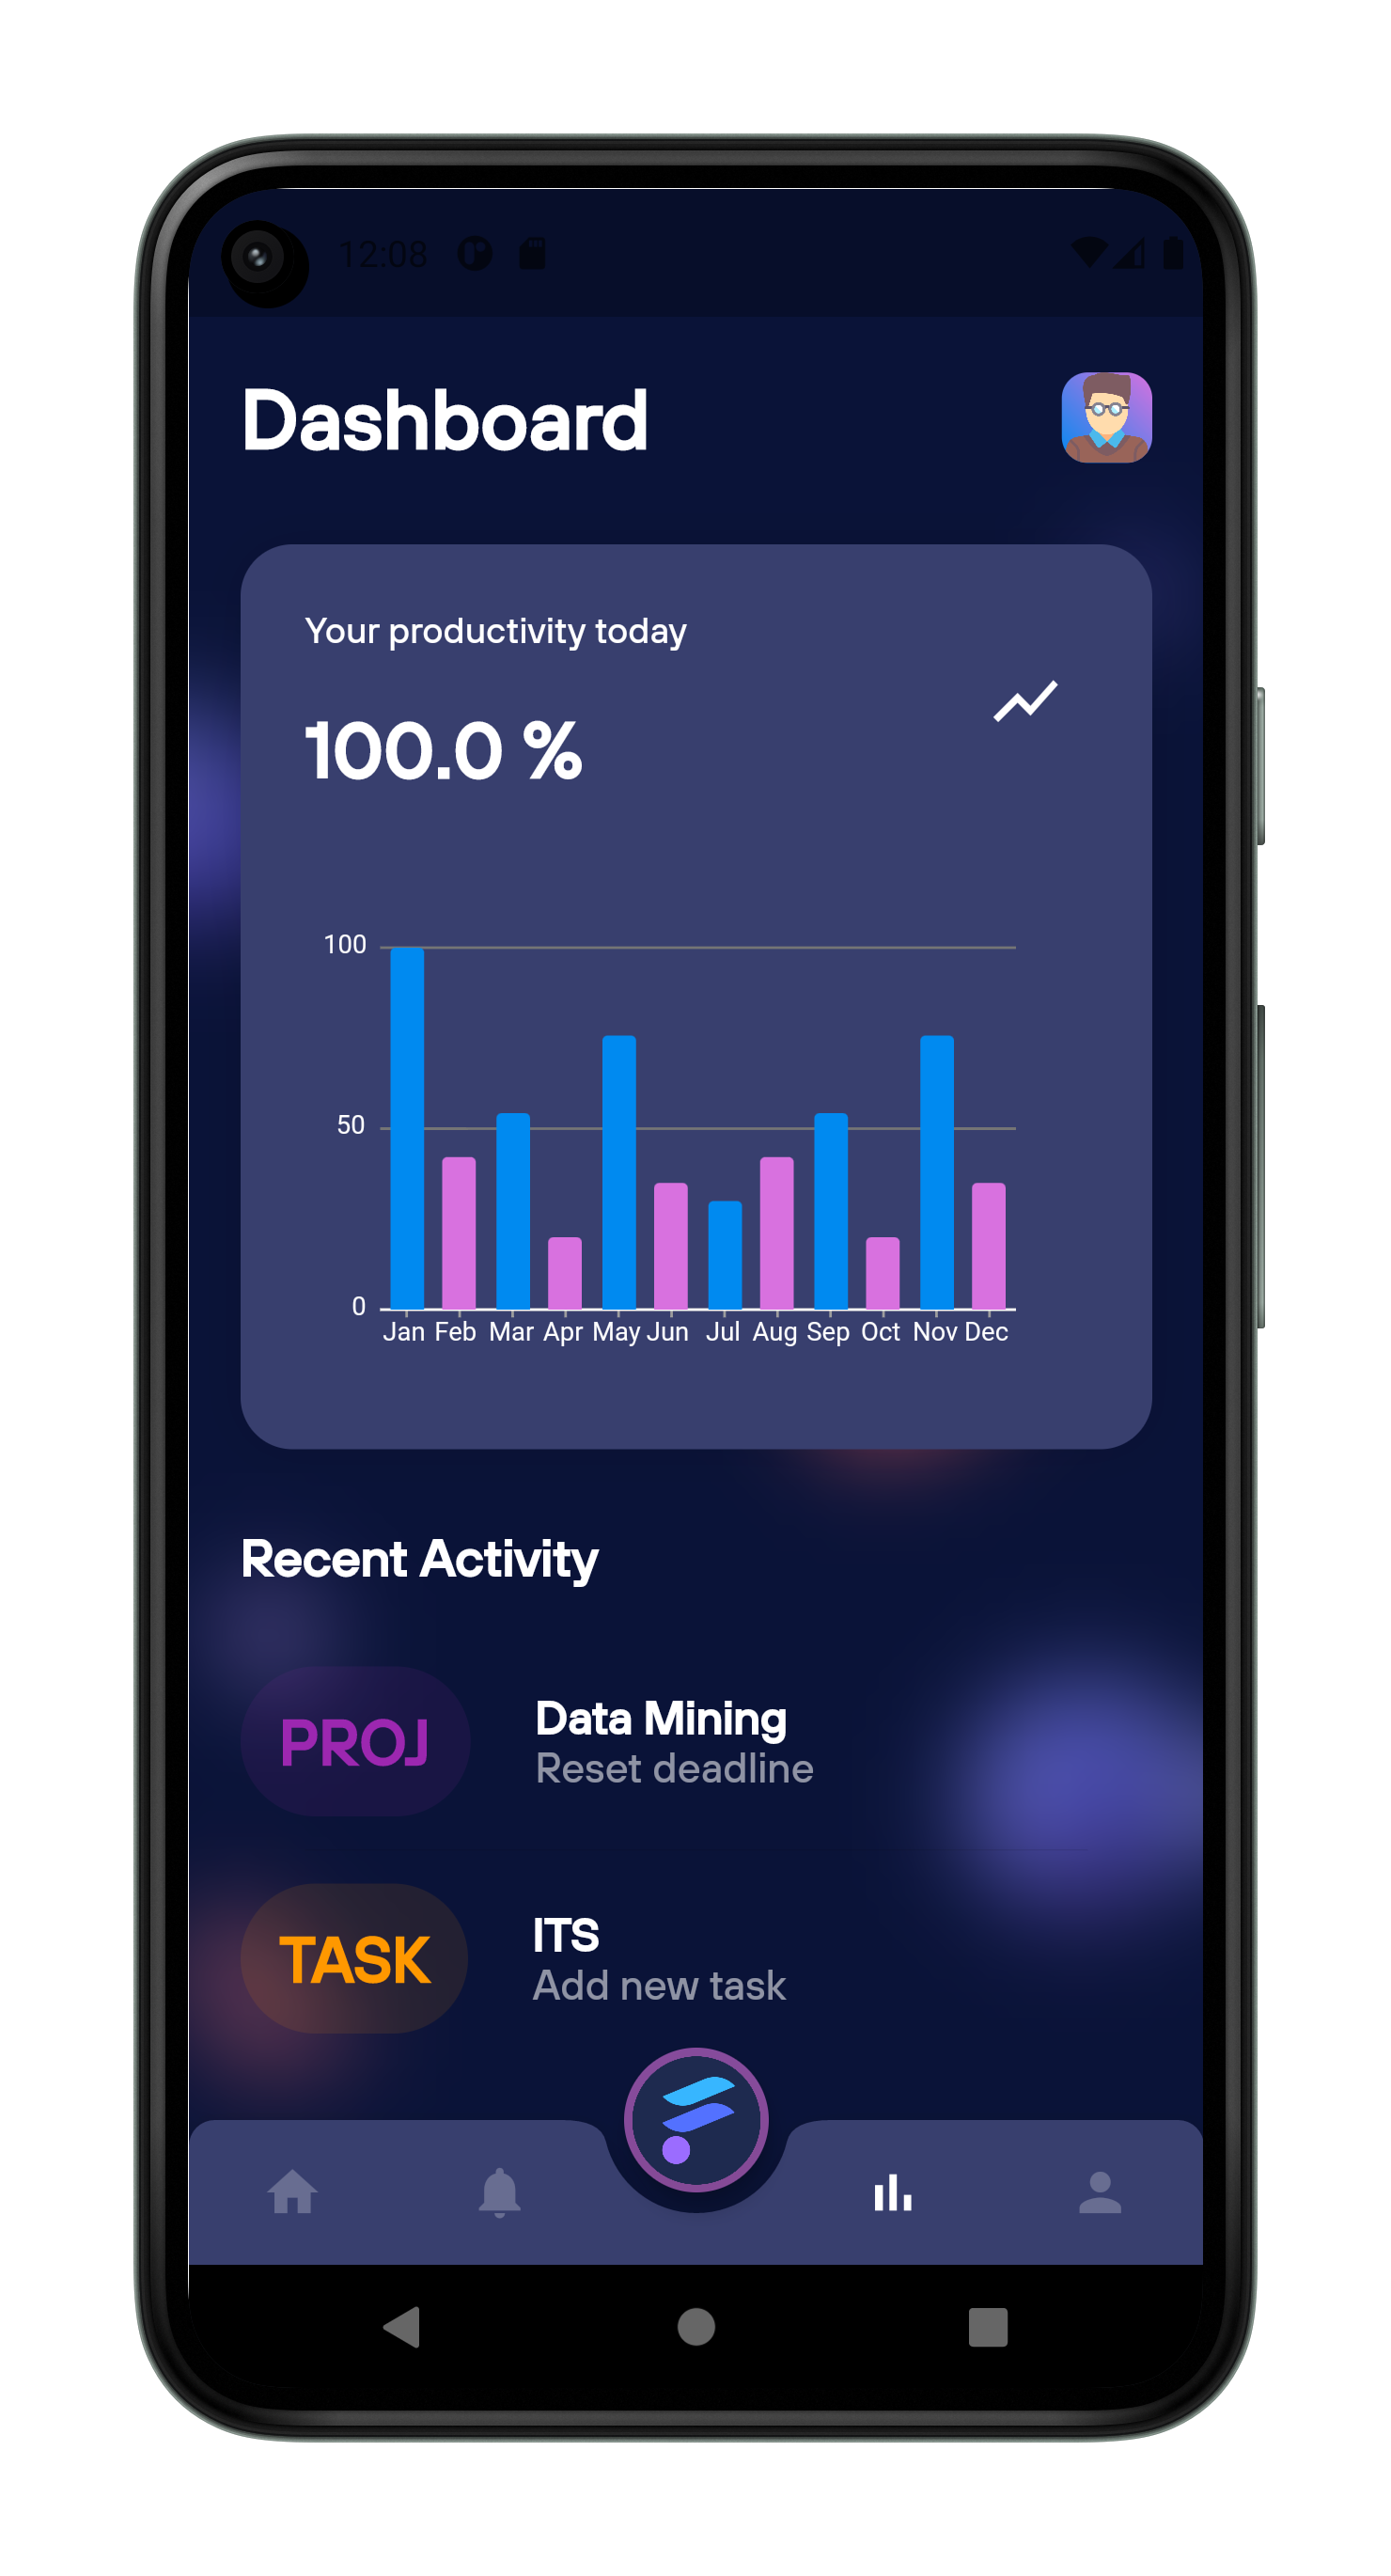 12:08
Dashboard
Your productivity today
100.0 %
100
50
0
Jan Feb Mar Apr May Jun Jul Aug Sep Oct Nov Dec
Recent Activity
PROJ
Data Mining
Reset deadline
TASK
ITS
Add new task